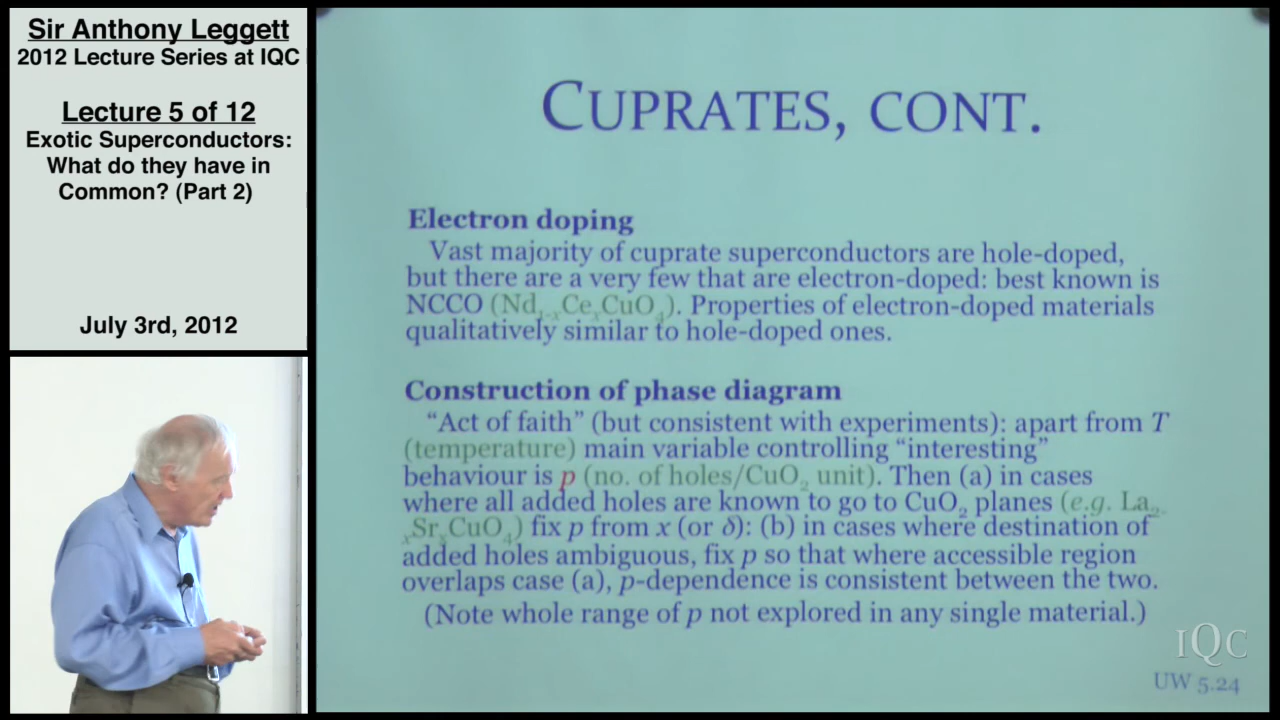 Sir Anthony Leggett
2012 Lecture Series at IQC
Lecture 5 of 12
Exotic Superconductors:
What do they have in
Common? (Part 2)
July 3rd, 2012
CUPRATES, CONT.
Electron doping
Vast majority of cuprate superconductors are hole-doped,
but there are a very few that are electron-doped: best known is
NCCO (Nd₁₋ₓCeₓCuO₄). Properties of electron-doped materials
qualitatively similar to hole-doped ones.
Construction of phase diagram
“Act of faith” (but consistent with experiments): apart from T
(temperature) main variable controlling “interesting”
behaviour is p (no. of holes/CuO₂ unit). Then (a) in cases
where all added holes are known to go to CuO₂ planes (e.g. La₂₋
ₓSrₓCuO₄) fix p from x (or δ): (b) in cases where destination of
added holes ambiguous, fix p so that where accessible region
overlaps case (a), p-dependence is consistent between the two.
(Note whole range of p not explored in any single material.)
IQC
UW 5.24